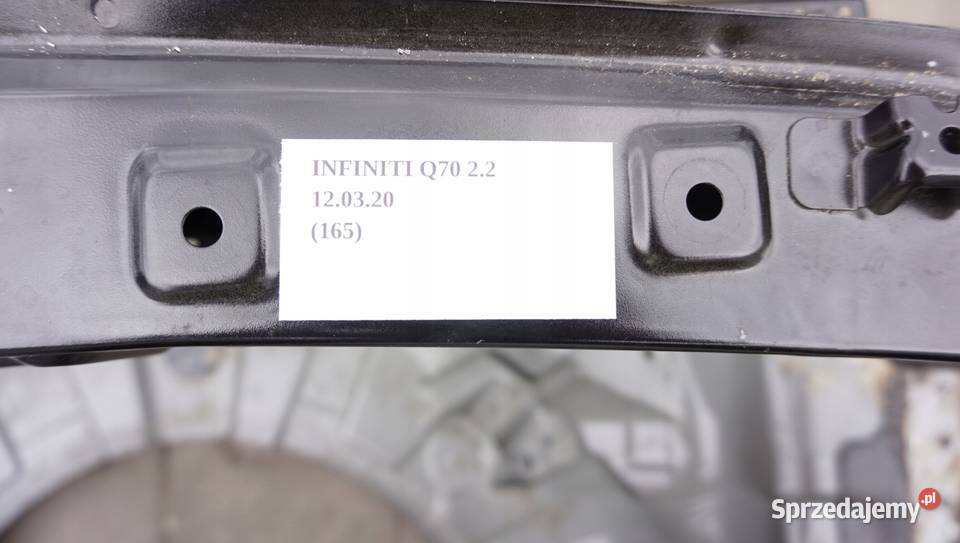 INFINITI Q70 2.2
12.03.20
(165)
Sprzedajemy.pl